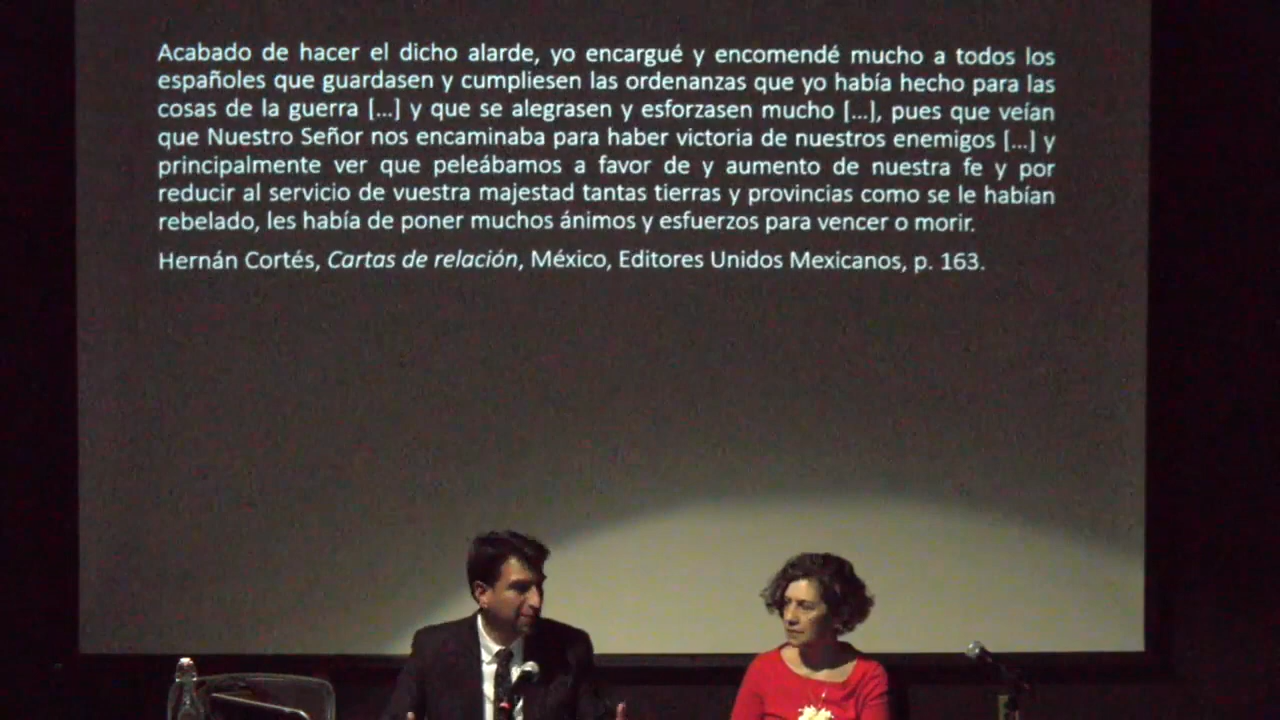 Acabado de hacer el dicho alarde, yo encargué y encomendé mucho a todos los
españoles que guardasen y cumpliesen las ordenanzas que yo había hecho para las
cosas de la guerra [...] y que se alegrasen y esforzasen mucho [...], pues que veían
que Nuestro Señor nos encaminaba para haber victoria de nuestros enemigos [...] y
principalmente ver que peleábamos a favor de y aumento de nuestra fe y por
reducir al servicio de vuestra majestad tantas tierras y provincias como se le habían
rebelado, les había de poner muchos ánimos y esfuerzos para vencer o morir.
Hernán Cortés, Cartas de relación, México, Editores Unidos Mexicanos, p. 163.